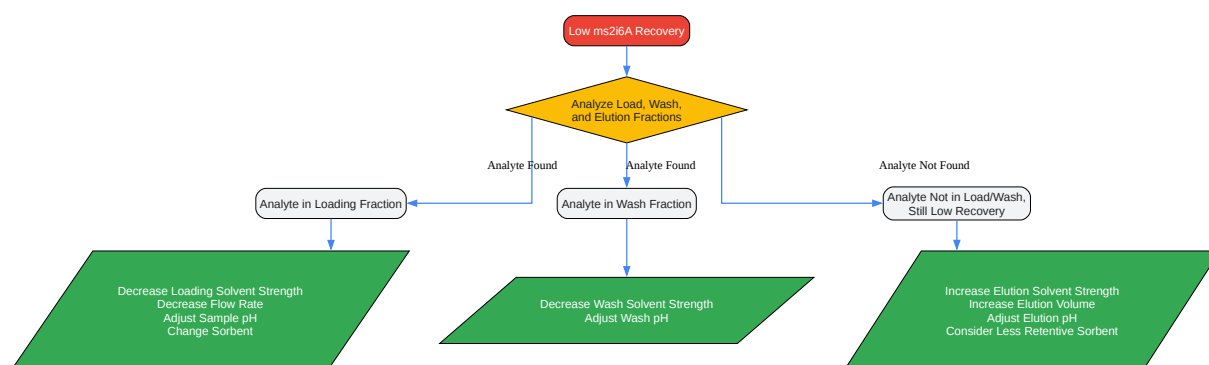 Low ms2i6A Recovery
Analyze Load, Wash,
and Elution Fractions
Analyte Found
Analyte Found
Analyte Not Found
Analyte in Loading Fraction
Analyte in Wash Fraction
Analyte Not in Load/Wash,
Still Low Recovery
Decrease Loading Solvent Strength
Decrease Flow Rate
Adjust Sample pH
Change Sorbent
Decrease Wash Solvent Strength
Adjust Wash pH
Increase Elution Solvent Strength
Increase Elution Volume
Adjust Elution pH
Consider Less Retentive Sorbent